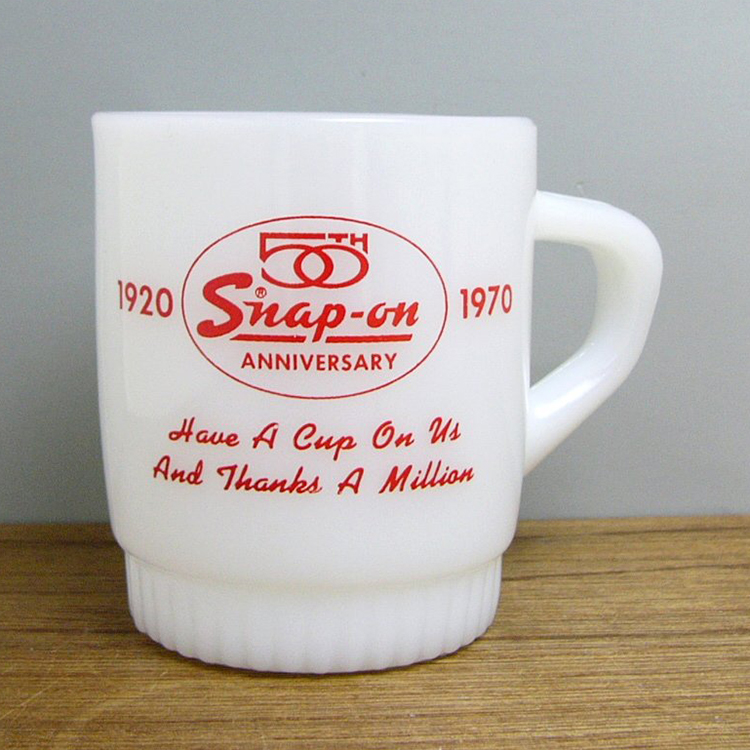 50TH
1920 Snap-on® 1970
ANNIVERSARY
Have A Cup On Us
And Thanks A Million